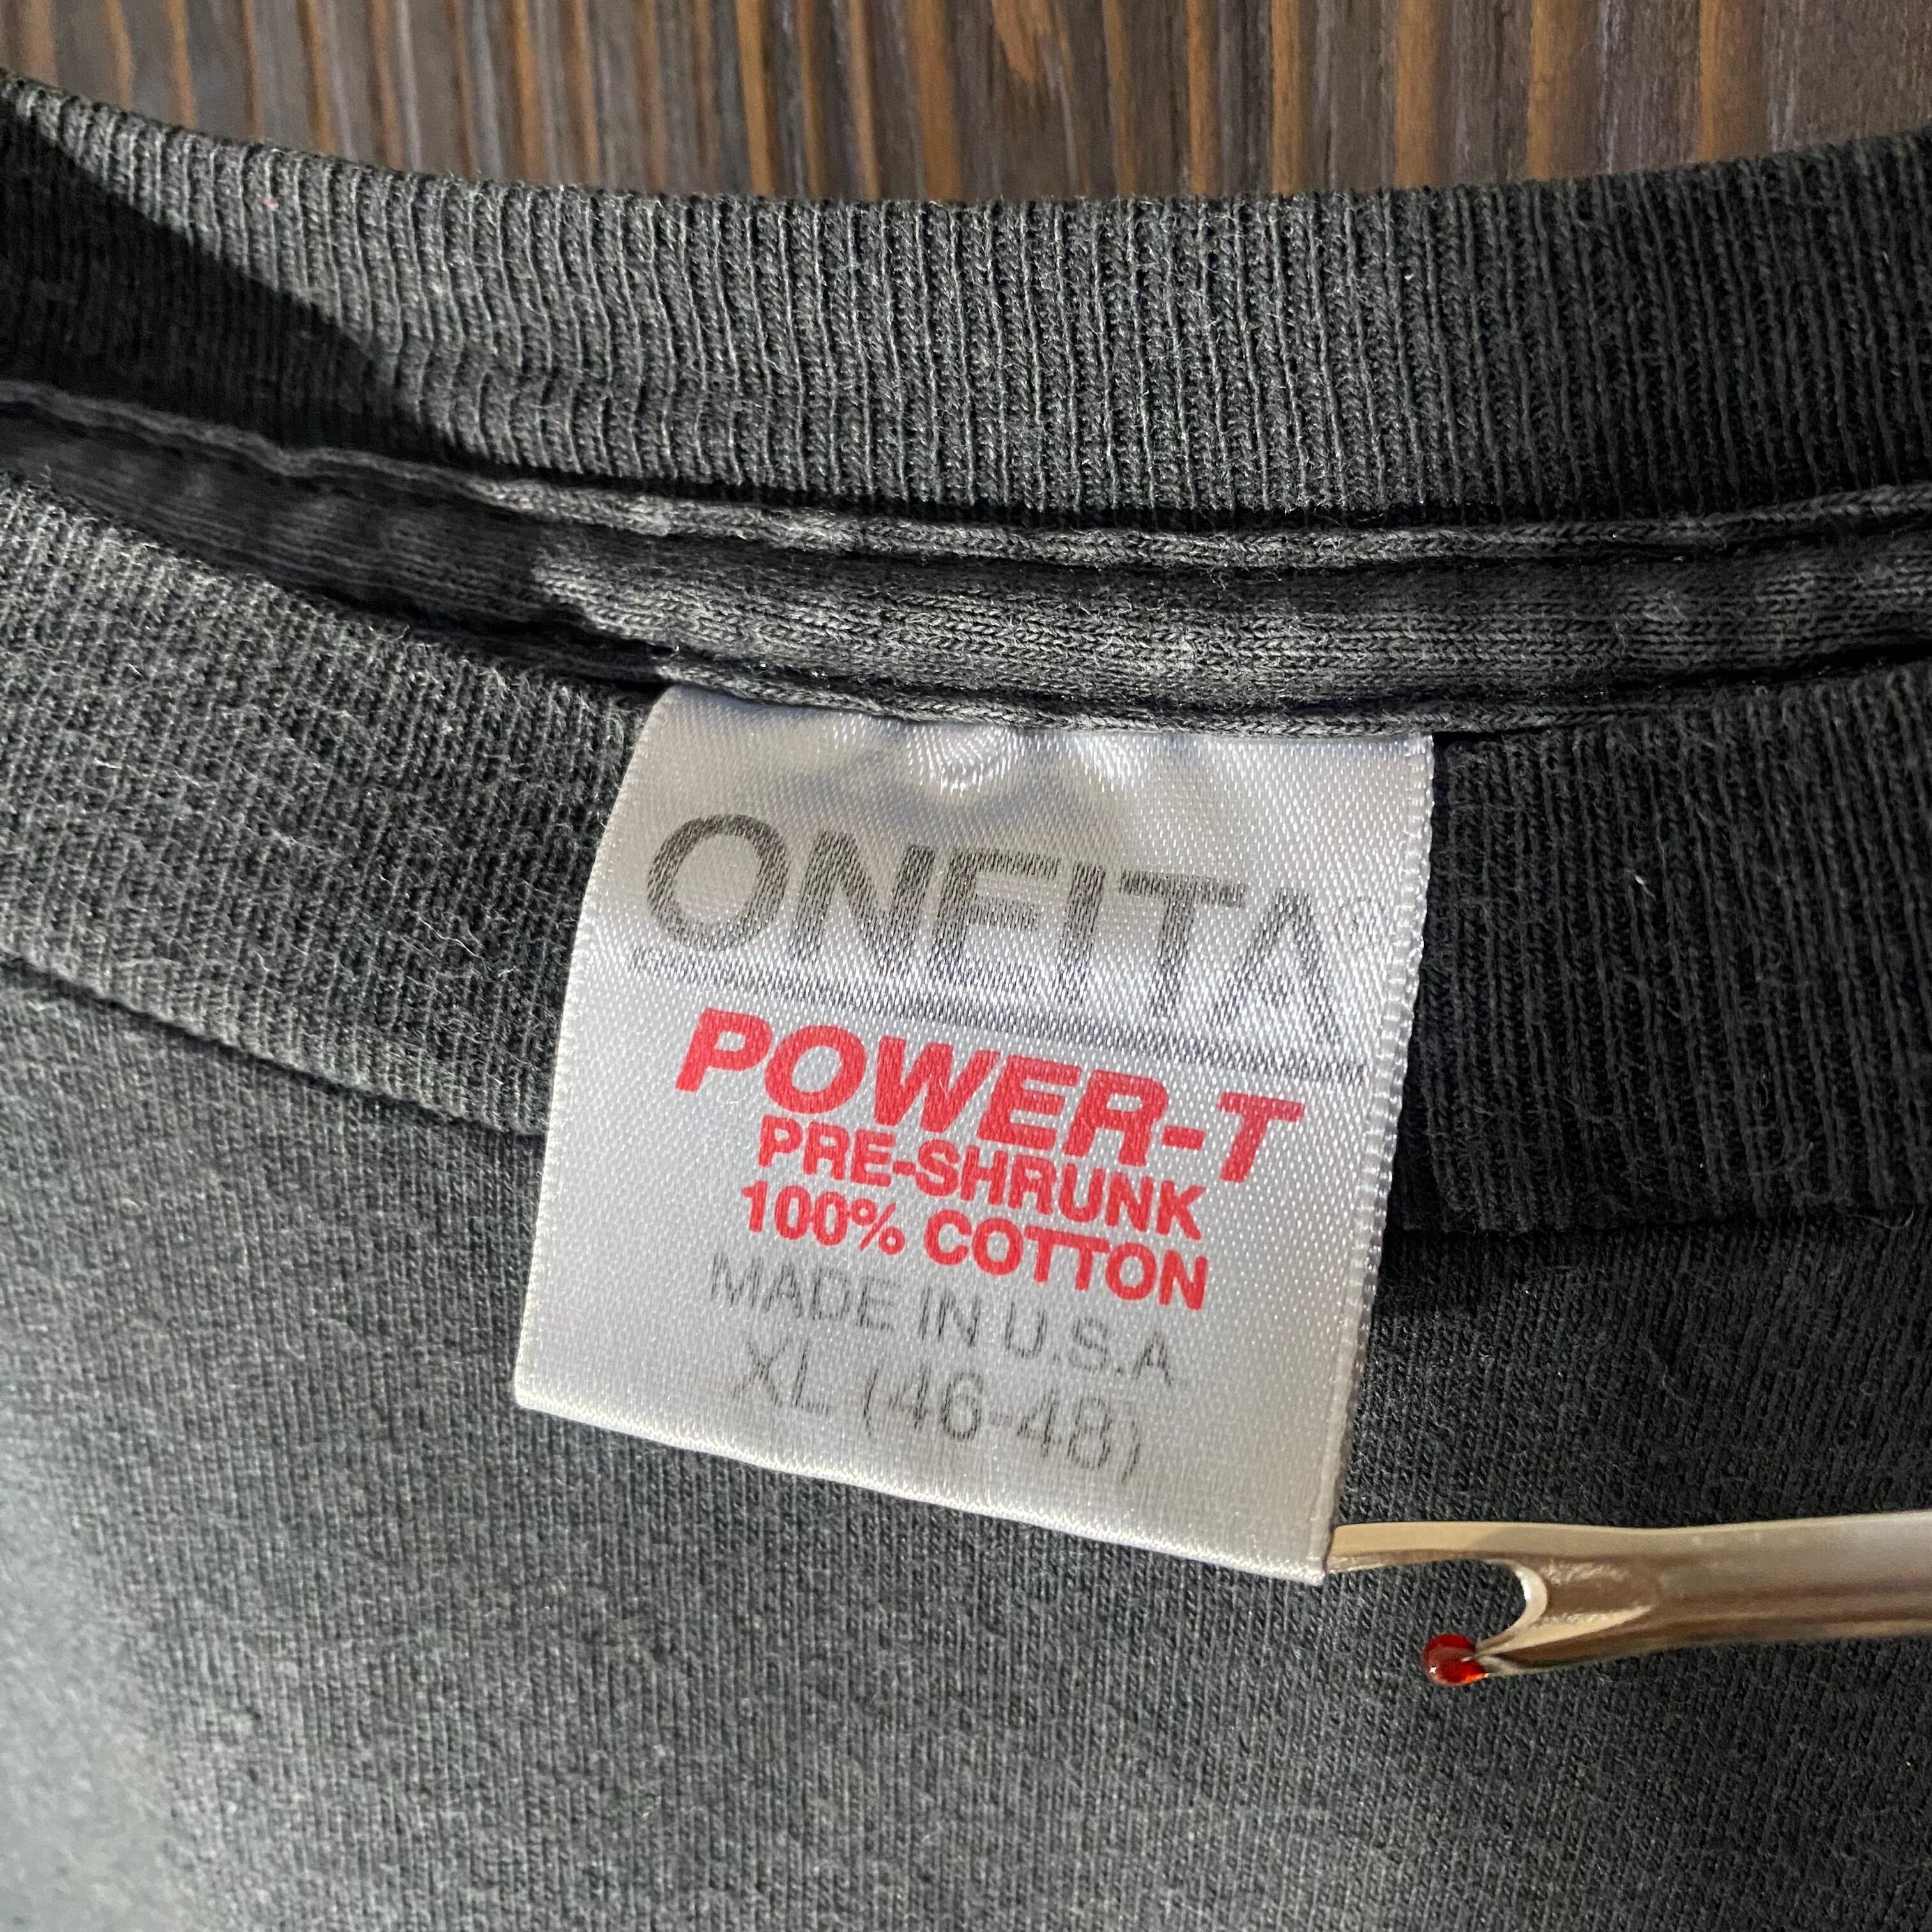 ONEITA®
POWER-T
PRE-SHRUNK
100% COTTON
MADE IN U.S.A
XL (46-48)